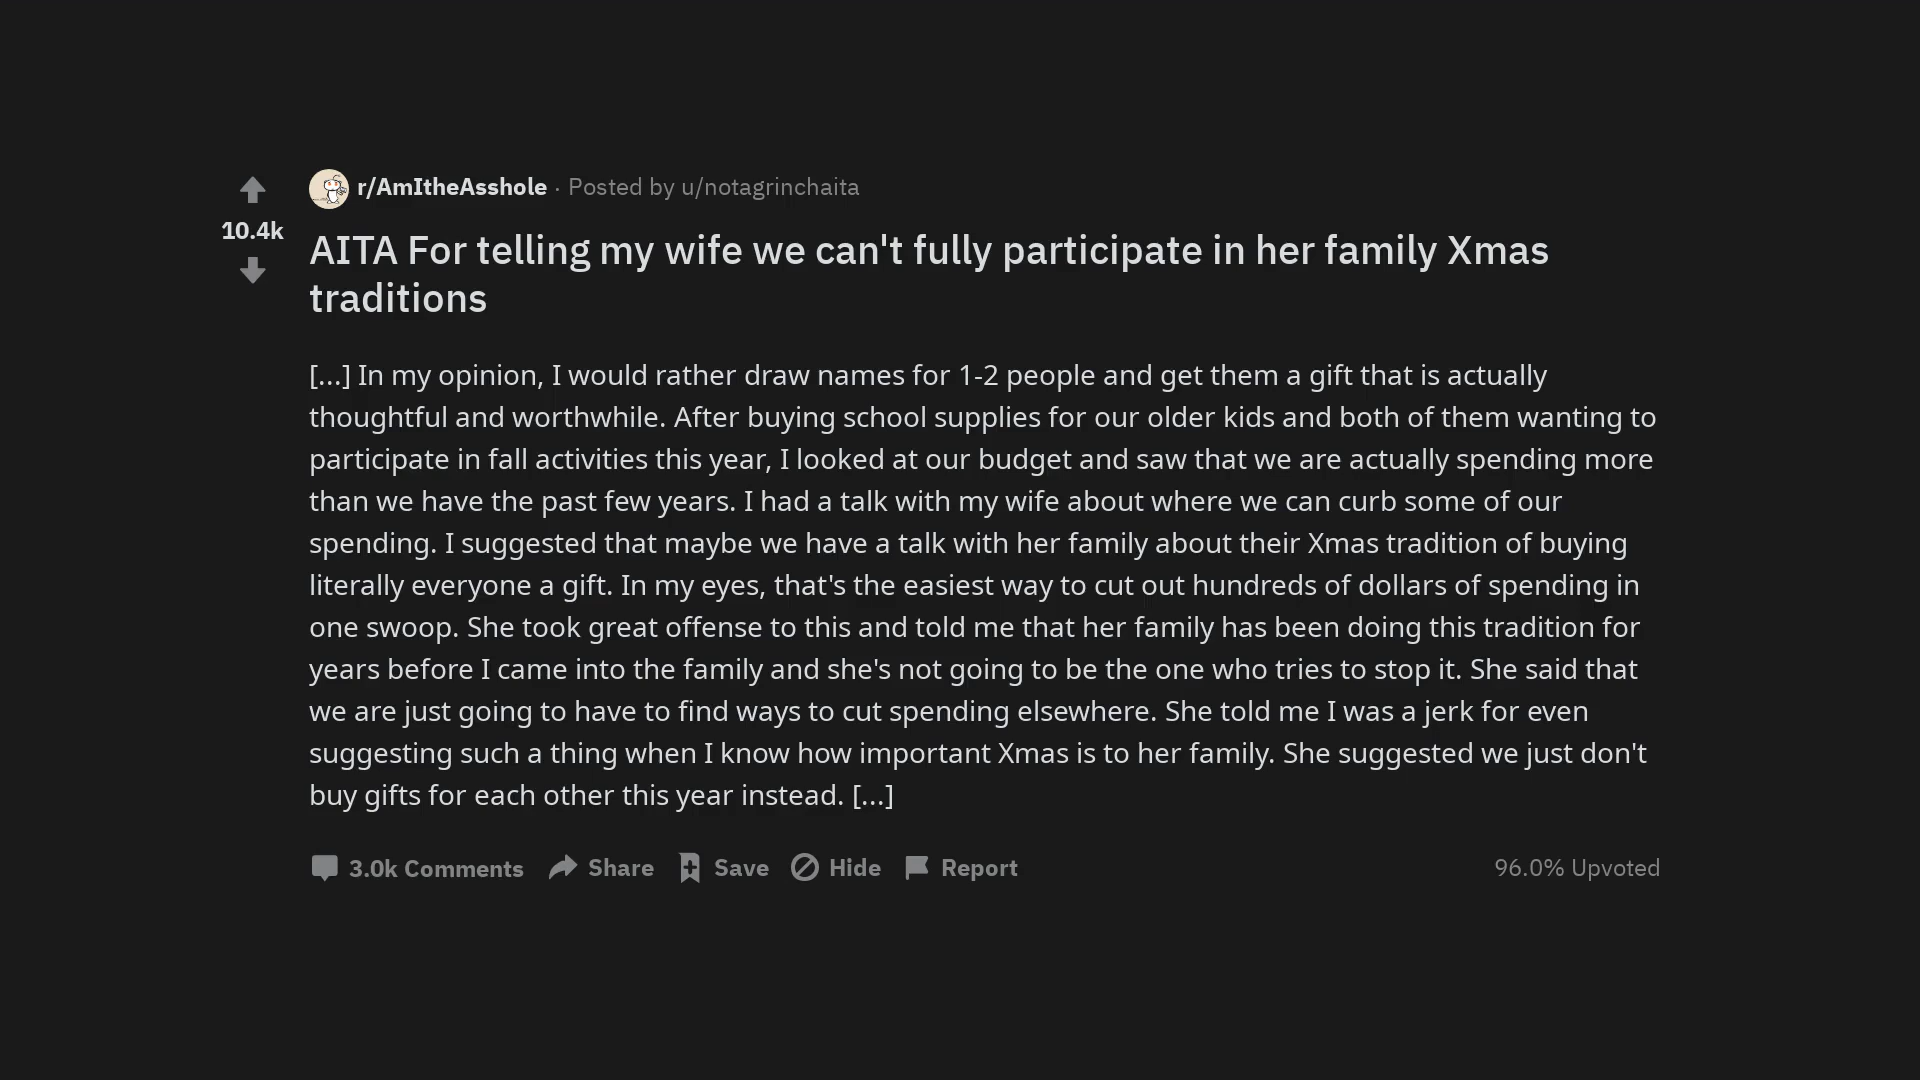 r/AmItheAsshole · Posted by u/notagrinchaita
10.4k
AITA For telling my wife we can't fully participate in her family Xmas
traditions
[...] In my opinion, I would rather draw names for 1-2 people and get them a gift that is actually
thoughtful and worthwhile. After buying school supplies for our older kids and both of them wanting to
participate in fall activities this year, I looked at our budget and saw that we are actually spending more
than we have the past few years. I had a talk with my wife about where we can curb some of our
spending. I suggested that maybe we have a talk with her family about their Xmas tradition of buying
literally everyone a gift. In my eyes, that's the easiest way to cut out hundreds of dollars of spending in
one swoop. She took great offense to this and told me that her family has been doing this tradition for
years before I came into the family and she's not going to be the one who tries to stop it. She said that
we are just going to have to find ways to cut spending elsewhere. She told me I was a jerk for even
suggesting such a thing when I know how important Xmas is to her family. She suggested we just don't
buy gifts for each other this year instead. [...]
3.0k Comments Share Save Hide Report 96.0% Upvoted